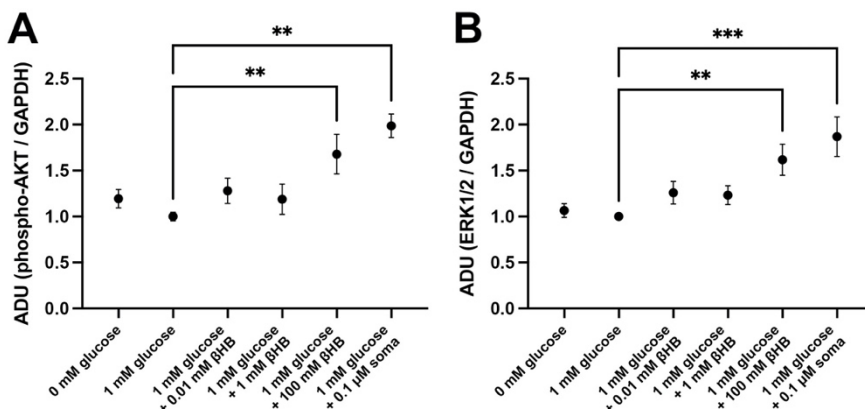 A
ADU (phospho-AKT / GAPDH)
2.5
2.0
1.5
1.0
0.5
0.0
**
**
0 mM glucose
1 mM glucose
1 mM glucose
+ 0.01 mM βHB
1 mM glucose
+ 1 mM βHB
1 mM glucose
+ 100 mM βHB
1 mM glucose
+ 0.1 µM soma
B
ADU (ERK1/2 / GAPDH)
2.5
2.0
1.5
1.0
0.5
0.0
***
**
0 mM glucose
1 mM glucose
1 mM glucose
+ 0.01 mM βHB
1 mM glucose
+ 1 mM βHB
1 mM glucose
+ 100 mM βHB
1 mM glucose
+ 0.1 µM soma